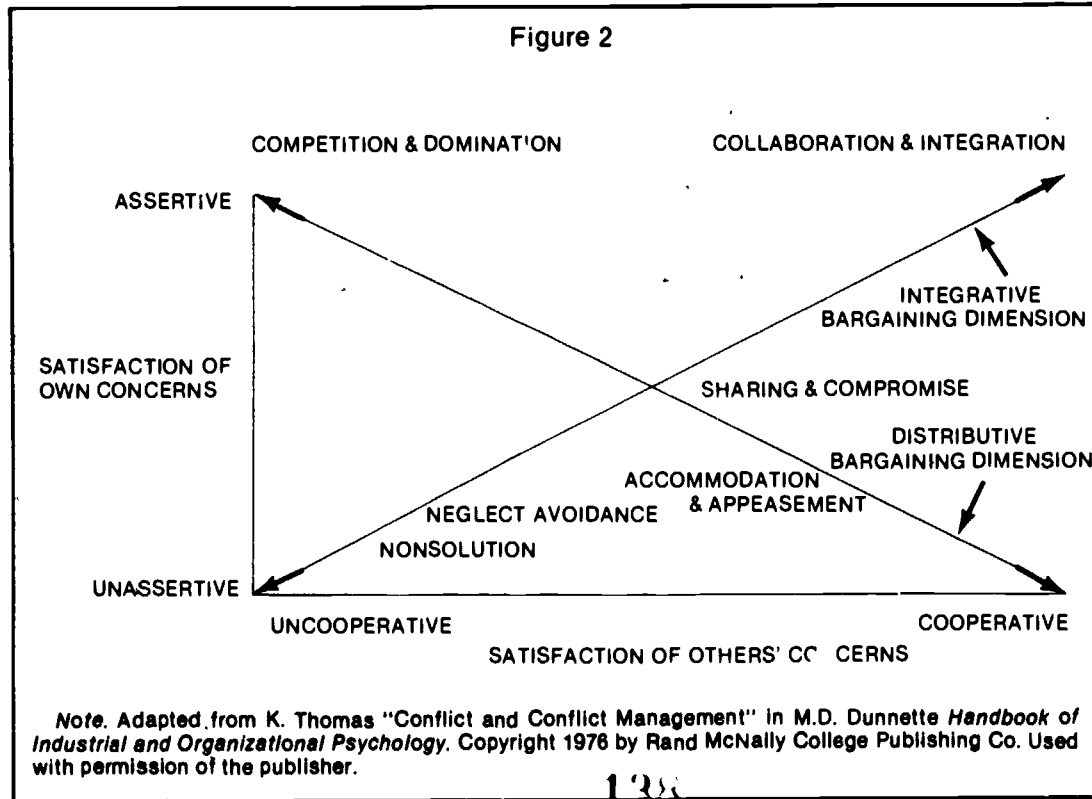 Figure 2
COMPETITION & DOMINATION
COLLABORATION & INTEGRATION
ASSERTIVE
INTEGRATIVE
BARGAINING DIMENSION
SATISFACTION OF
OWN CONCERNS
SHARING & COMPROMISE
DISTRIBUTIVE
BARGAINING DIMENSION
ACCOMMODATION
& APPEASEMENT
NEGLECT AVOIDANCE
NONSOLUTION
UNASSERTIVE
UNCOOPERATIVE
COOPERATIVE
SATISFACTION OF OTHERS'
Note. Adapted from K. Thomas "Conflict and Conflict Management" in M.D. Dunnette Handbook of
Industrial and Organizational Psychology. Copyright 1976 by Rand McNally College Publishing Co. Used
with permission of the publisher.